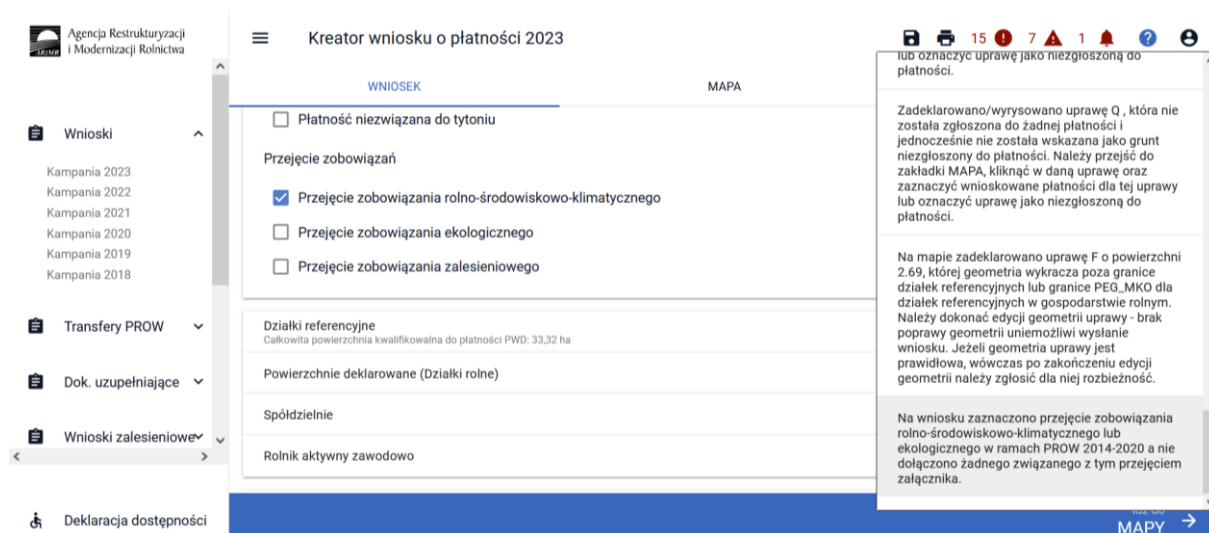 Agencja Restrukturyzacji
i Modernizacji Rolnictwa
ARiMR
Kreator wniosku o płatności 2023
15
7
1
WNIOSEK
MAPA
Wnioski
Kampania 2023
Kampania 2022
Kampania 2021
Kampania 2020
Kampania 2019
Kampania 2018
Transfery PROW
Dok. uzupełniające
Wnioski zalesieniowe
Deklaracja dostępności
Płatność niezwiązana do tytoniu
Przejęcie zobowiązań
Przejęcie zobowiązania rolno-środowiskowo-klimatycznego
Przejęcie zobowiązania ekologicznego
Przejęcie zobowiązania zalesieniowego
Działki referencyjne
Całkowita powierzchnia kwalifikowalna do płatności PWD: 33,32 ha
Powierzchnie deklarowane (Działki rolne)
Spółdzielnie
Rolnik aktywny zawodowo
lub oznaczyć uprawę jako niezgłoszoną do
płatności.
Zadeklarowano/wyrysowano uprawę Q , która nie
została zgłoszona do żadnej płatności i
jednocześnie nie została wskazana jako grunt
niezgłoszony do płatności. Należy przejść do
zakładki MAPA, kliknąć w daną uprawę oraz
zaznaczyć wnioskowane płatności dla tej uprawy
lub oznaczyć uprawę jako niezgłoszoną do
płatności.
Na mapie zadeklarowano uprawę F o powierzchni
2.69, której geometria wykracza poza granice
działek referencyjnych lub granice PEG_MKO dla
działek referencyjnych w gospodarstwie rolnym.
Należy dokonać edycji geometrii uprawy - brak
poprawy geometrii uniemożliwi wysłanie
wniosku. Jeżeli geometria uprawy jest
prawidłowa, wówczas po zakończeniu edycji
geometrii należy zgłosić dla niej rozbieżność.
Na wniosku zaznaczono przejęcie zobowiązania
rolno-środowiskowo-klimatycznego lub
ekologicznego w ramach PROW 2014-2020 a nie
dołączono żadnego związanego z tym przejęciem
załącznika.
MAPY